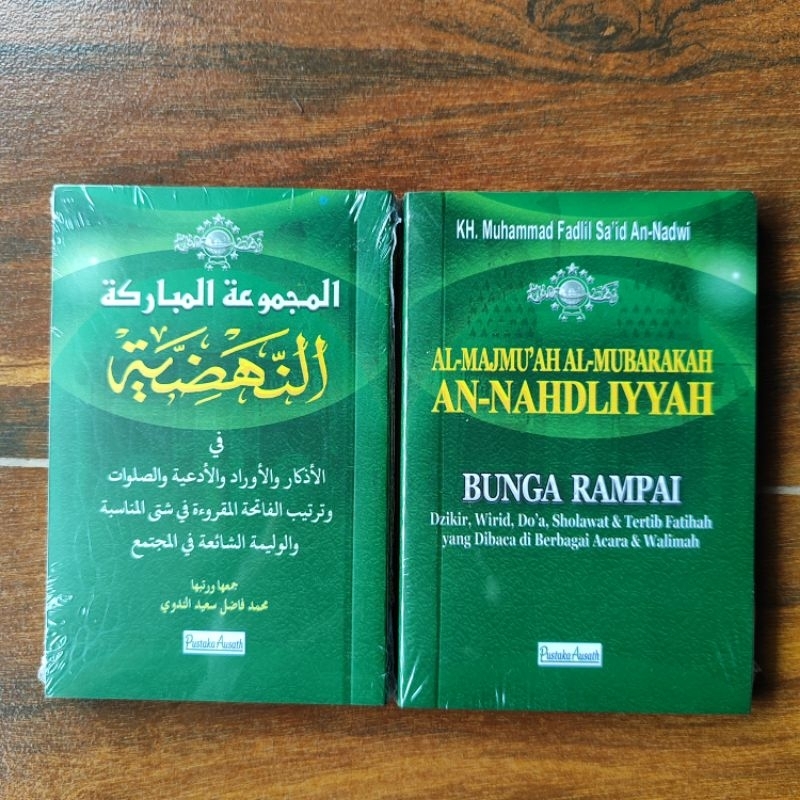 المجموعة المباركة
النَّهْضِيَّة
في
الأذكار والأوراد والأدعية والصلوات
وترتيب الفاتحة المقروءة في شتى المناسبة
والوليمة الشائعة في المجتمع
جمعها ورتبها
محمد فاضل سعيد الندوي
Pustaka Ausath
KH. Muhammad Fadlil Sa'id An-Nadwi
AL-MAJMU'AH AL-MUBARAKAH
AN-NAHDLIYYAH
BUNGA RAMPAI
Dzikir, Wirid, Do'a, Sholawat & Tertib Fatihah
yang Dibaca di Berbagai Acara & Walimah
Pustaka Ausath